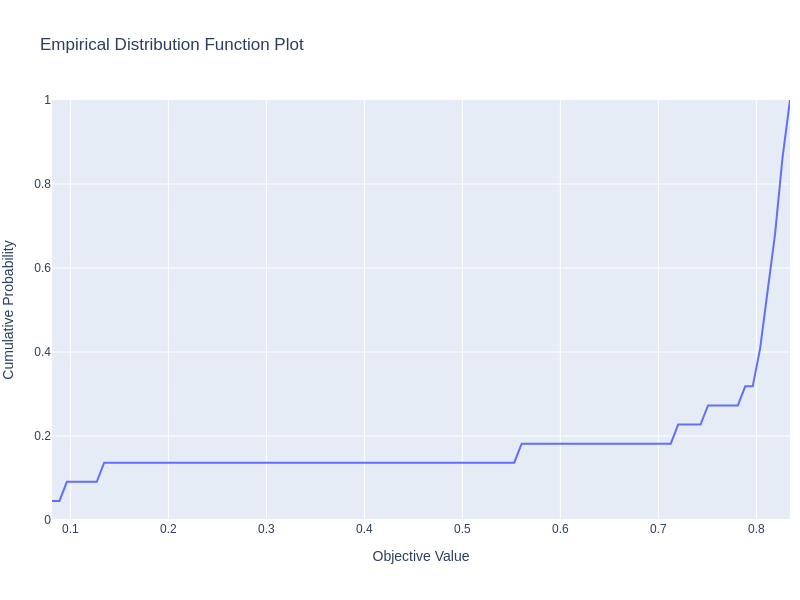 Empirical Distribution Function Plot
1
0.8
0.6
0.4
0.2
0
Cumulative Probability
0.1 0.2 0.3 0.4 0.5 0.6 0.7 0.8
Objective Value